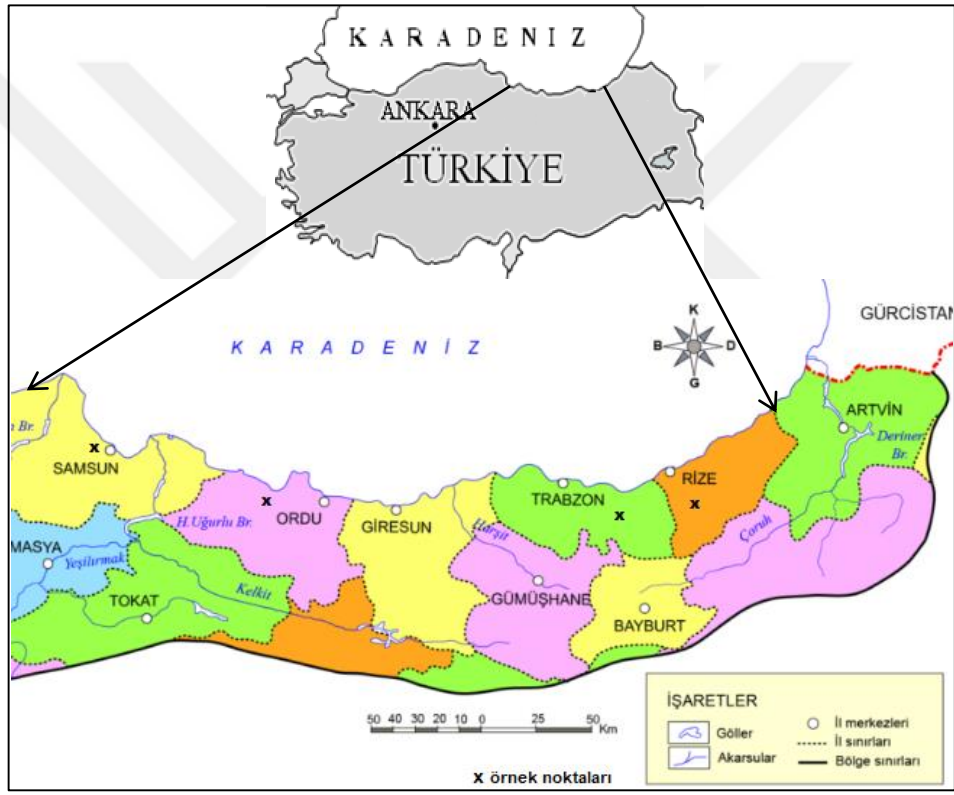 KARADENIZ
ANKARA
TÜRKİYE
GÜRCİSTAN
KARADENİZ
K
B D
G
ARTVİN
Deriner
Br.
n Br.
x
SAMSUN
RİZE
x
TRABZON
x
x
ORDU
GİRESUN
H.Uğurlu Br.
Harşit
Çoruh
MASYA
Yeşilırmak
Kelkit
GÜMÜŞHANE
TOKAT
BAYBURT
İŞARETLER
Göller
İl merkezleri
İl sınırları
Akarsular
Bölge sınırları
50 40 30 20 10 0 25 50
Km
x örnek noktaları